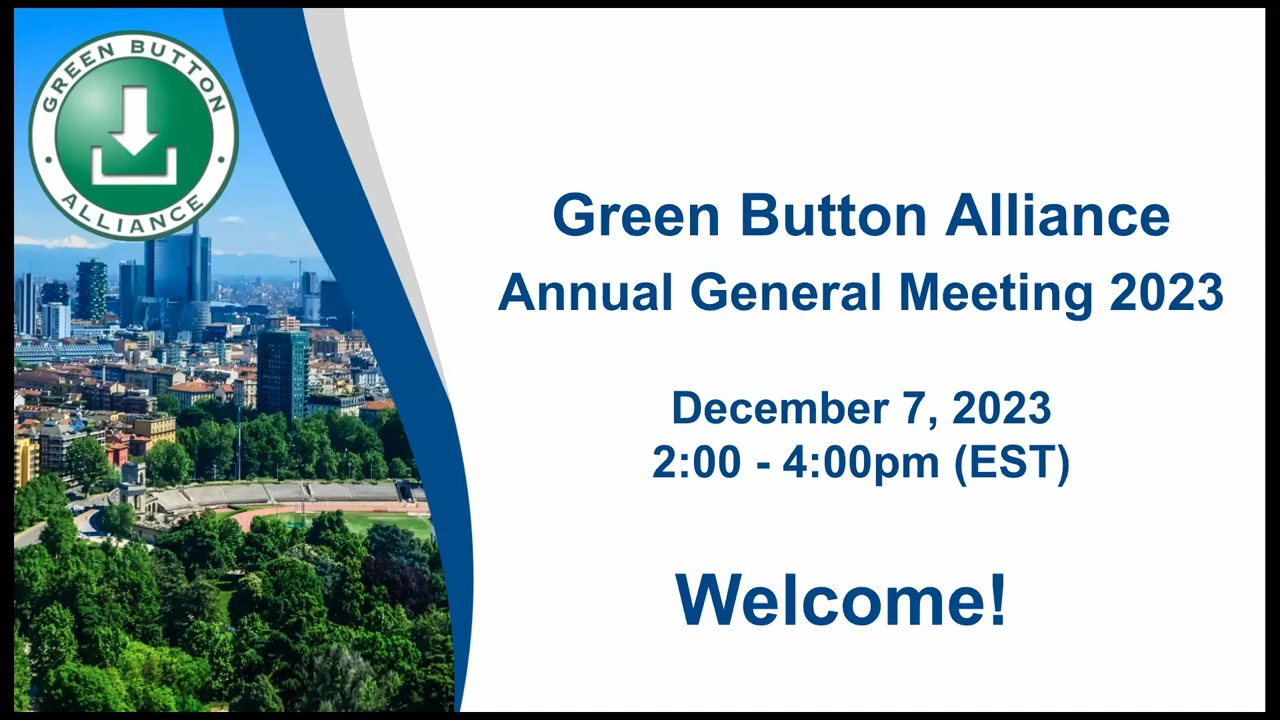 GREEN BUTTON
ALLIANCE
Green Button Alliance
Annual General Meeting 2023
December 7, 2023
2:00 - 4:00pm (EST)
Welcome!